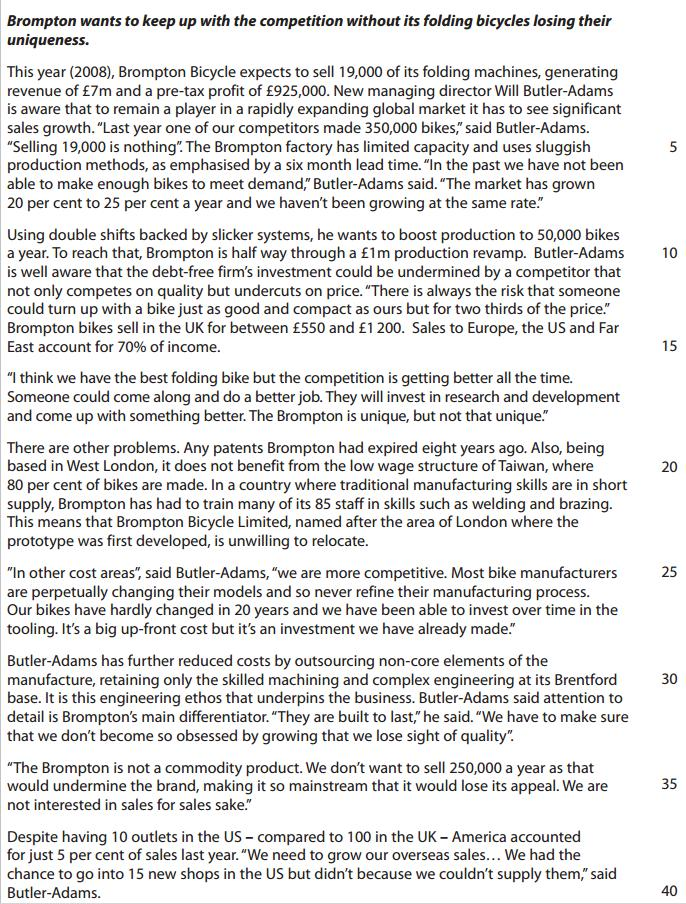 Brompton wants to keep up with the competition without its folding bicycles losing their
uniqueness.
This year (2008), Brompton Bicycle expects to sell 19,000 of its folding machines, generating
revenue of £7m and a pre-tax profit of £925,000. New managing director Will Butler-Adams
is aware that to remain a player in a rapidly expanding global market it has to see significant
sales growth. “Last year one of our competitors made 350,000 bikes,” said Butler-Adams.
“Selling 19,000 is nothing”. The Brompton factory has limited capacity and uses sluggish 5
production methods, as emphasised by a six month lead time. “In the past we have not been
able to make enough bikes to meet demand,” Butler-Adams said. “The market has grown
20 per cent to 25 per cent a year and we haven’t been growing at the same rate.”
Using double shifts backed by slicker systems, he wants to boost production to 50,000 bikes
a year. To reach that, Brompton is half way through a £1m production revamp. Butler-Adams 10
is well aware that the debt-free firm’s investment could be undermined by a competitor that
not only competes on quality but undercuts on price. “There is always the risk that someone
could turn up with a bike just as good and compact as ours but for two thirds of the price.”
Brompton bikes sell in the UK for between £550 and £1 200. Sales to Europe, the US and Far
East account for 70% of income. 15
“I think we have the best folding bike but the competition is getting better all the time.
Someone could come along and do a better job. They will invest in research and development
and come up with something better. The Brompton is unique, but not that unique.”
There are other problems. Any patents Brompton had expired eight years ago. Also, being
based in West London, it does not benefit from the low wage structure of Taiwan, where 20
80 per cent of bikes are made. In a country where traditional manufacturing skills are in short
supply, Brompton has had to train many of its 85 staff in skills such as welding and brazing.
This means that Brompton Bicycle Limited, named after the area of London where the
prototype was first developed, is unwilling to relocate.
”In other cost areas”, said Butler-Adams, “we are more competitive. Most bike manufacturers 25
are perpetually changing their models and so never refine their manufacturing process.
Our bikes have hardly changed in 20 years and we have been able to invest over time in the
tooling. It’s a big up-front cost but it’s an investment we have already made.”
Butler-Adams has further reduced costs by outsourcing non-core elements of the
manufacture, retaining only the skilled machining and complex engineering at its Brentford 30
base. It is this engineering ethos that underpins the business. Butler-Adams said attention to
detail is Brompton’s main differentiator. “They are built to last,” he said. “We have to make sure
that we don’t become so obsessed by growing that we lose sight of quality”.
“The Brompton is not a commodity product. We don’t want to sell 250,000 a year as that
would undermine the brand, making it so mainstream that it would lose its appeal. We are 35
not interested in sales for sales sake.”
Despite having 10 outlets in the US – compared to 100 in the UK – America accounted
for just 5 per cent of sales last year. “We need to grow our overseas sales… We had the
chance to go into 15 new shops in the US but didn’t because we couldn’t supply them,” said
Butler-Adams. 40